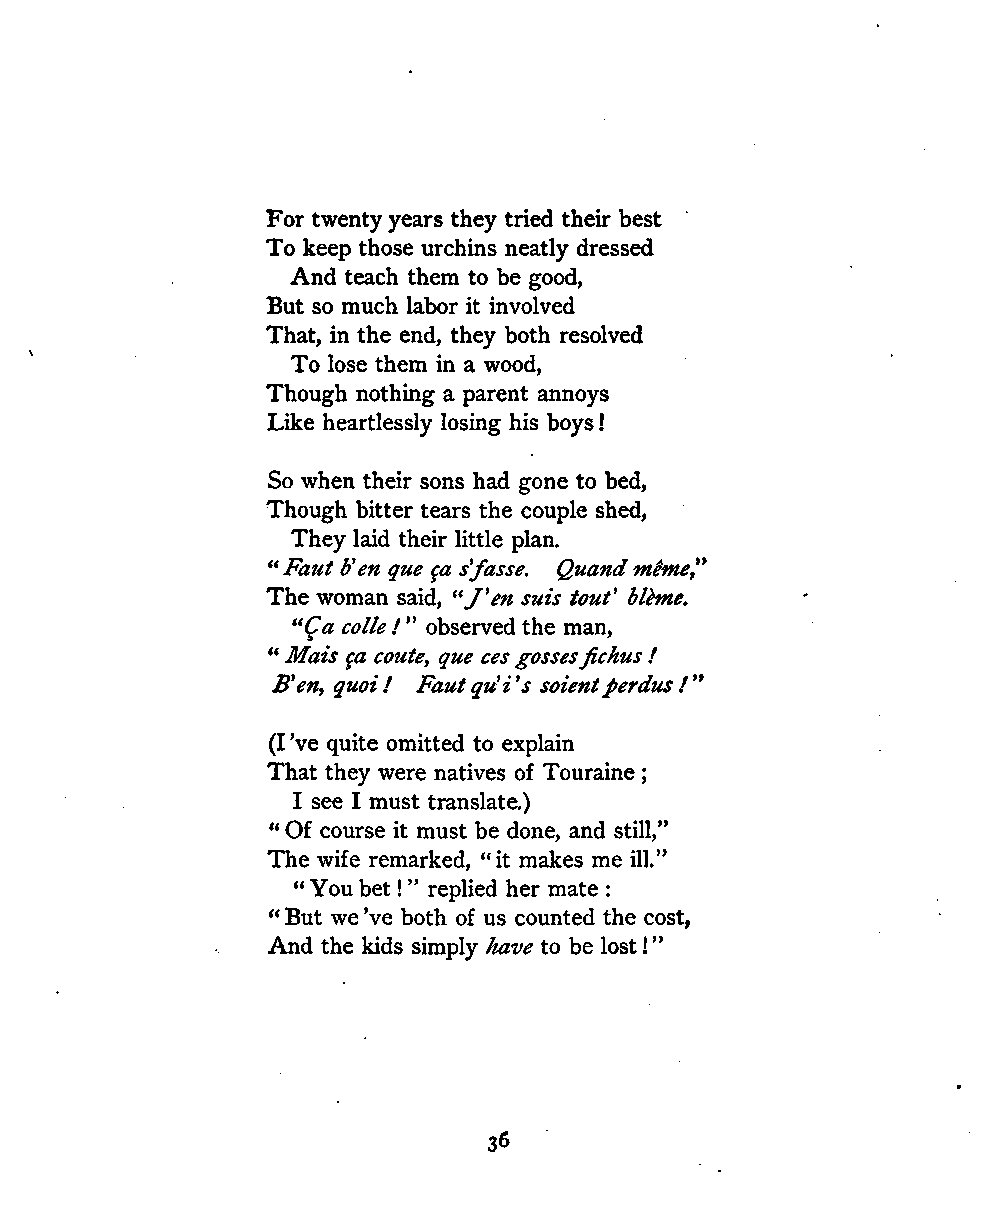 For twenty years they tried their best
To keep those urchins neatly dressed
And teach them to be good,
But so much labor it involved
That, in the end, they both resolved
To lose them in a wood,
Though nothing a parent annoys
Like heartlessly losing his boys!
So when their sons had gone to bed,
Though bitter tears the couple shed,
They laid their little plan.
“Faut b'en que ça s'fasse. Quand même,”
The woman said, “J'en suis tout' blème.
“Ça colle!” observed the man,
“Mais ça coute, que ces gosses fichus!
B'en, quoi! Faut qu'i's soient perdus!”
(I've quite omitted to explain
That they were natives of Touraine;
I see I must translate.)
“Of course it must be done, and still,”
The wife remarked, “it makes me ill.”
“You bet!” replied her mate:
“But we've both of us counted the cost,
And the kids simply have to be lost!”
36